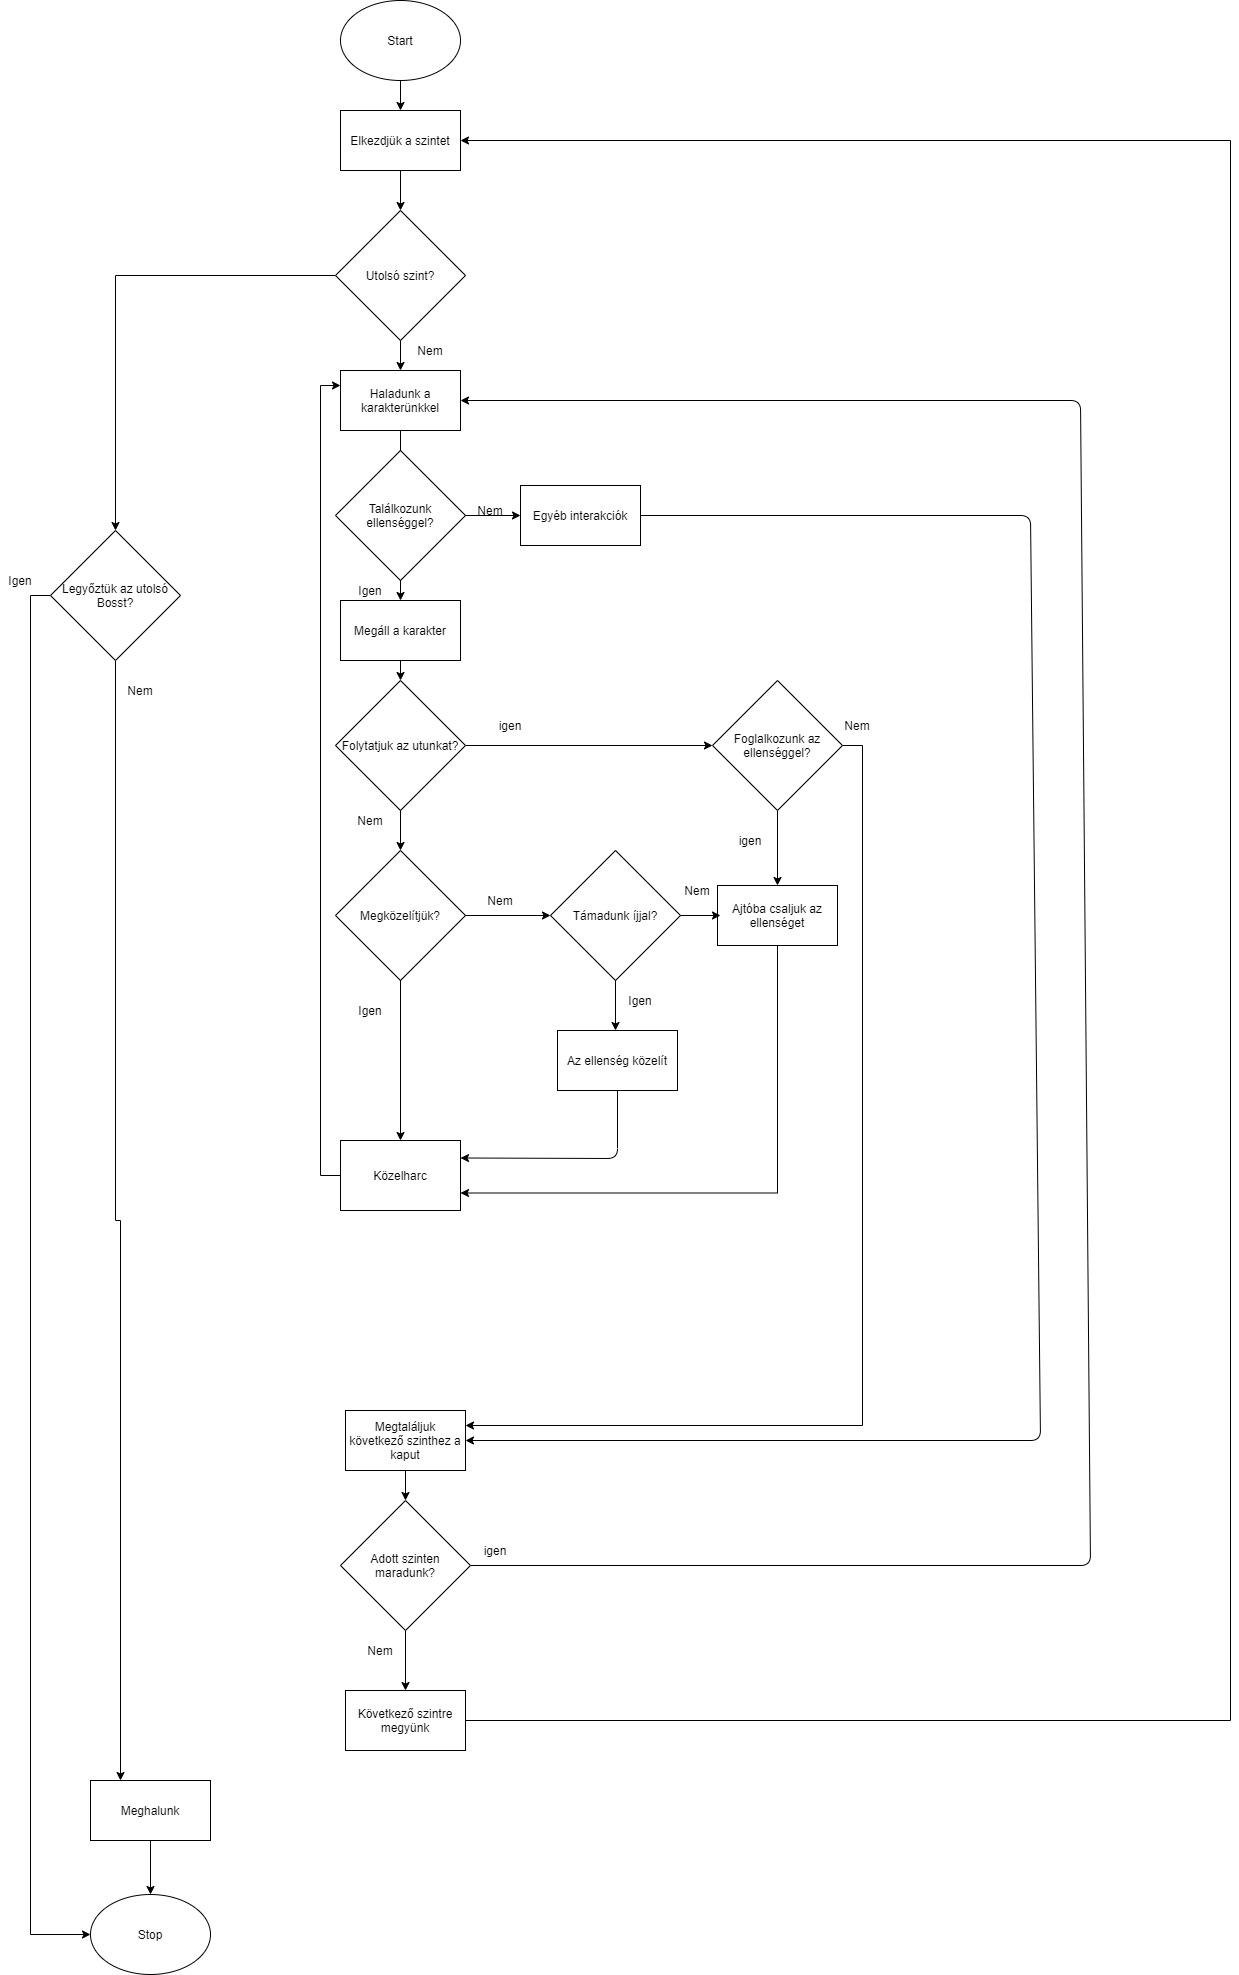 Start
Elkezdjük a szintet
Utolsó szint?
Nem
Haladunk a
karakterünkkel
Találkozunk
ellenséggel?
Nem
Egyéb interakciók
Igen
Legyőztük az utolsó
Bosst?
Igen
Megáll a karakter
Nem
Folytatjuk az utunkat?
igen
Foglalkozunk az
ellenséggel?
Nem
Nem
igen
Megközelítjük?
Nem
Támadunk íjjal?
Nem
Ajtóba csaljuk az
ellenséget
Igen
Igen
Az ellenség közelít
Közelharc
Megtaláljuk
következő szinthez a
kaput
Adott szinten
maradunk?
igen
Nem
Következő szintre
megyünk
Meghalunk
Stop